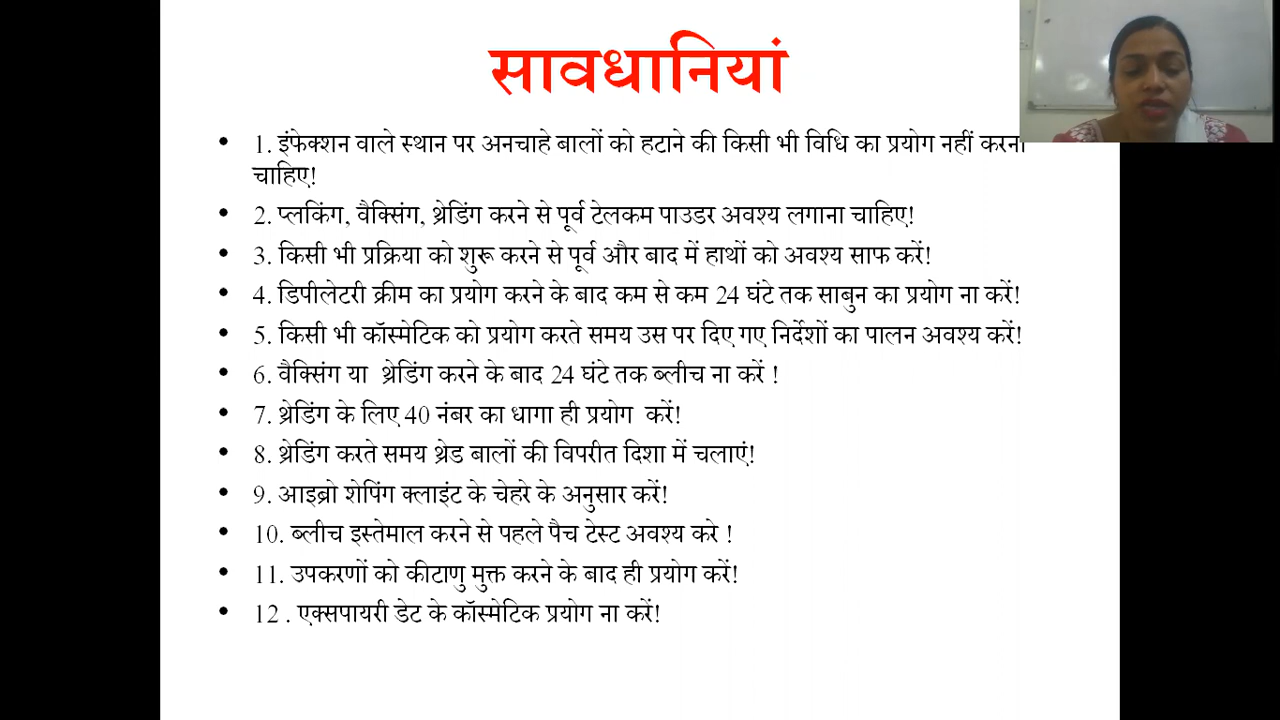 सावधानियां
• 1. इंफेक्शन वाले स्थान पर अनचाहे बालों को हटाने की किसी भी विधि का प्रयोग नहीं करना
चाहिए!
• 2. प्लकिंग, वैक्सिंग, थ्रेडिंग करने से पूर्व टेलकम पाउडर अवश्य लगाना चाहिए!
• 3. किसी भी प्रक्रिया को शुरू करने से पूर्व और बाद में हाथों को अवश्य साफ करें!
• 4. डिपीलेटरी क्रीम का प्रयोग करने के बाद कम से कम 24 घंटे तक साबुन का प्रयोग ना करें!
• 5. किसी भी कॉस्मेटिक को प्रयोग करते समय उस पर दिए गए निर्देशों का पालन अवश्य करें!
• 6. वैक्सिंग या थ्रेडिंग करने के बाद 24 घंटे तक ब्लीच ना करें !
• 7. थ्रेडिंग के लिए 40 नंबर का धागा ही प्रयोग करें!
• 8. थ्रेडिंग करते समय थ्रेड बालों की विपरीत दिशा में चलाएं!
• 9. आइब्रो शेपिंग क्लाइंट के चेहरे के अनुसार करें!
• 10. ब्लीच इस्तेमाल करने से पहले पैच टेस्ट अवश्य करे !
• 11. उपकरणों को कीटाणु मुक्त करने के बाद ही प्रयोग करें!
• 12 . एक्सपायरी डेट के कॉस्मेटिक प्रयोग ना करें!